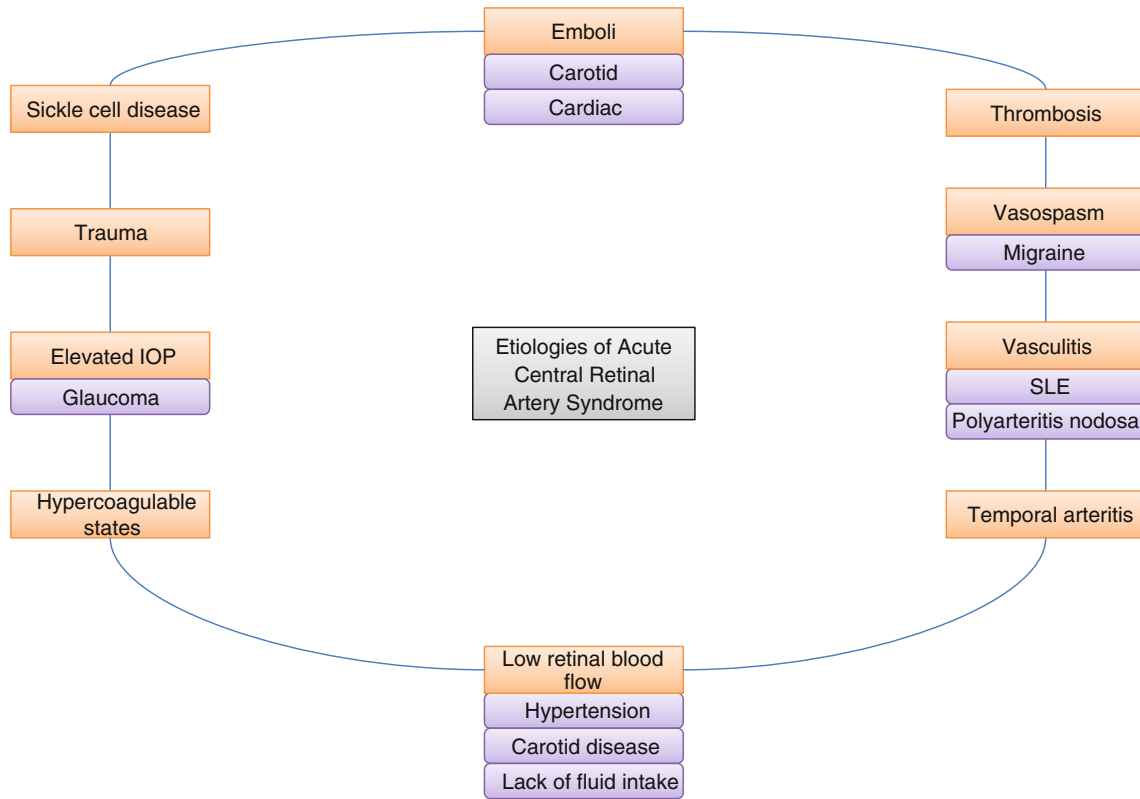 Emboli
Carotid
Cardiac
Sickle cell disease
Trauma
Elevated IOP
Glaucoma
Hypercoagulable
states
Etiologies of Acute
Central Retinal
Artery Syndrome
Thrombosis
Vasospasm
Migraine
Vasculitis
SLE
Polyarteritis nodosa
Temporal arteritis
Low retinal blood
flow
Hypertension
Carotid disease
Lack of fluid intake